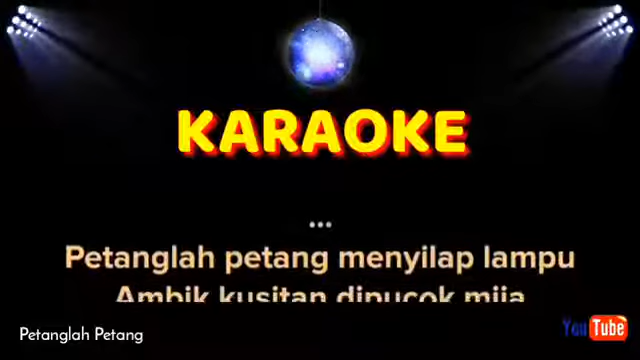 KARAOKE
...
Petanglah petang menyilap lampu
Ambik kusitan dipucok mija
Petanglah Petang
YouTube